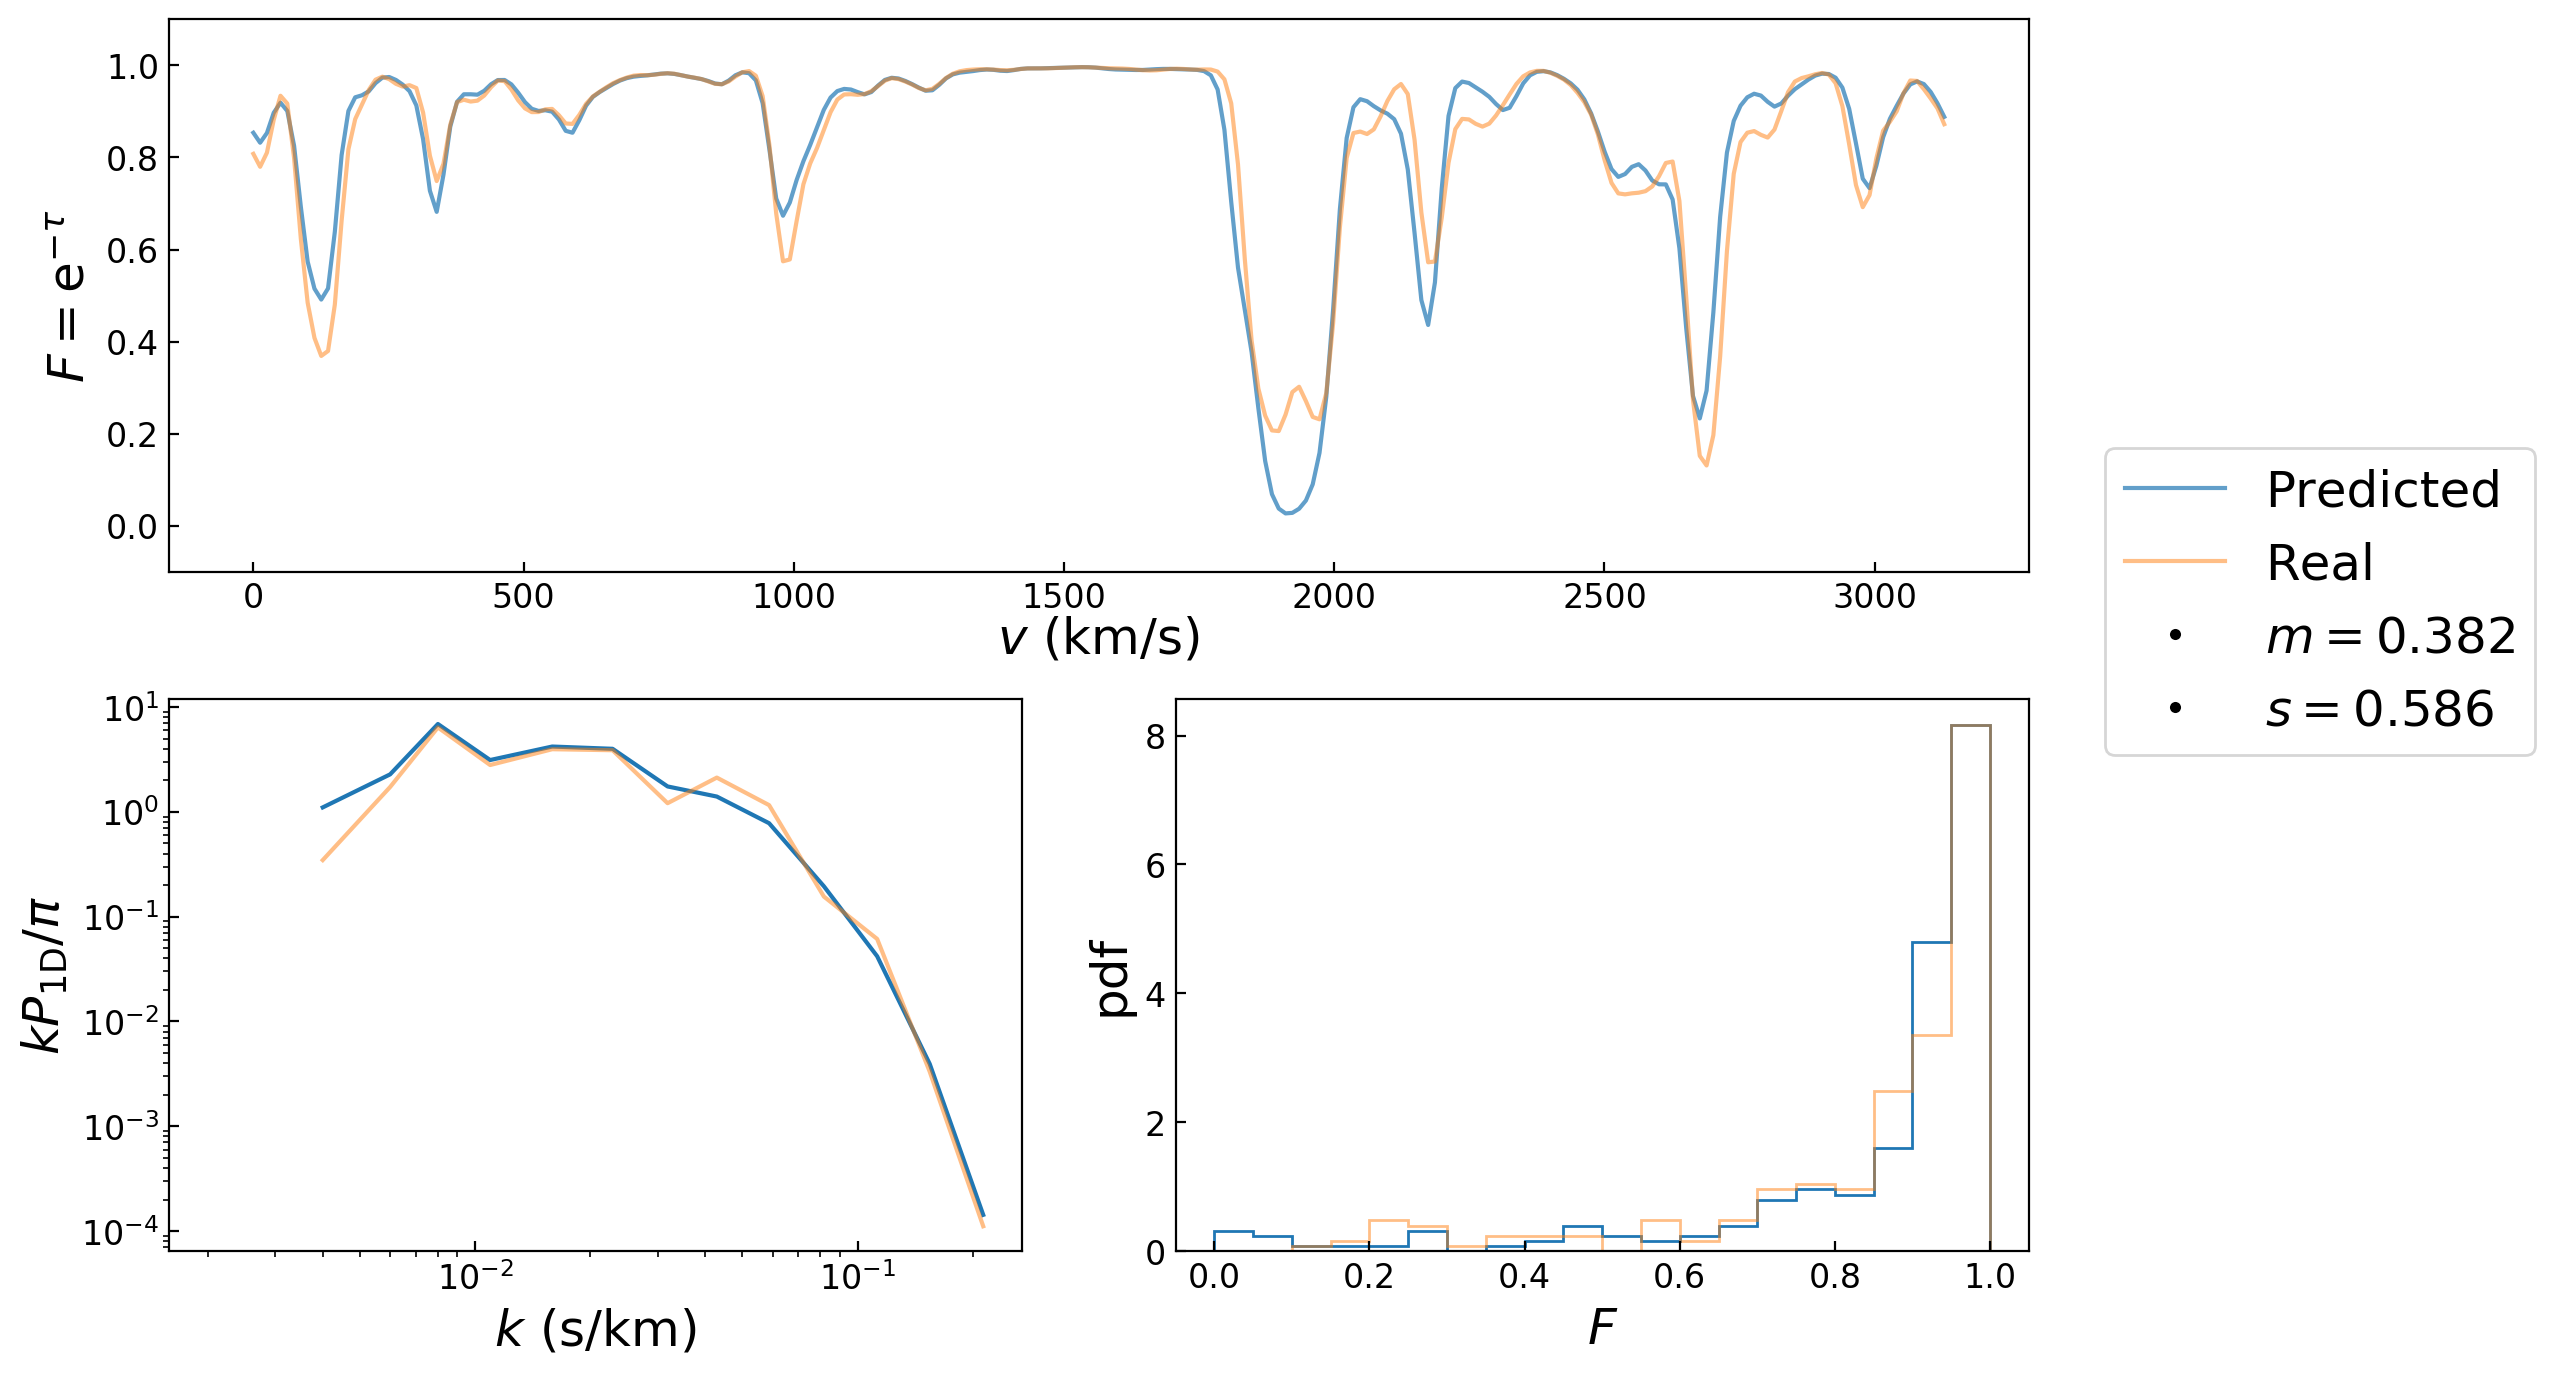 F = e^{−τ}
1.0
0.8
0.6
0.4
0.2
0.0
0 500 1000 1500 2000 2500 3000
v (km/s)
Predicted
Real
m = 0.382
s = 0.586
kP_{1D}/π
10^{1}
10^{0}
10^{−1}
10^{−2}
10^{−3}
10^{−4}
10^{−2} 10^{−1}
k (s/km)
pdf
8
6
4
2
0
0.0 0.2 0.4 0.6 0.8 1.0
F